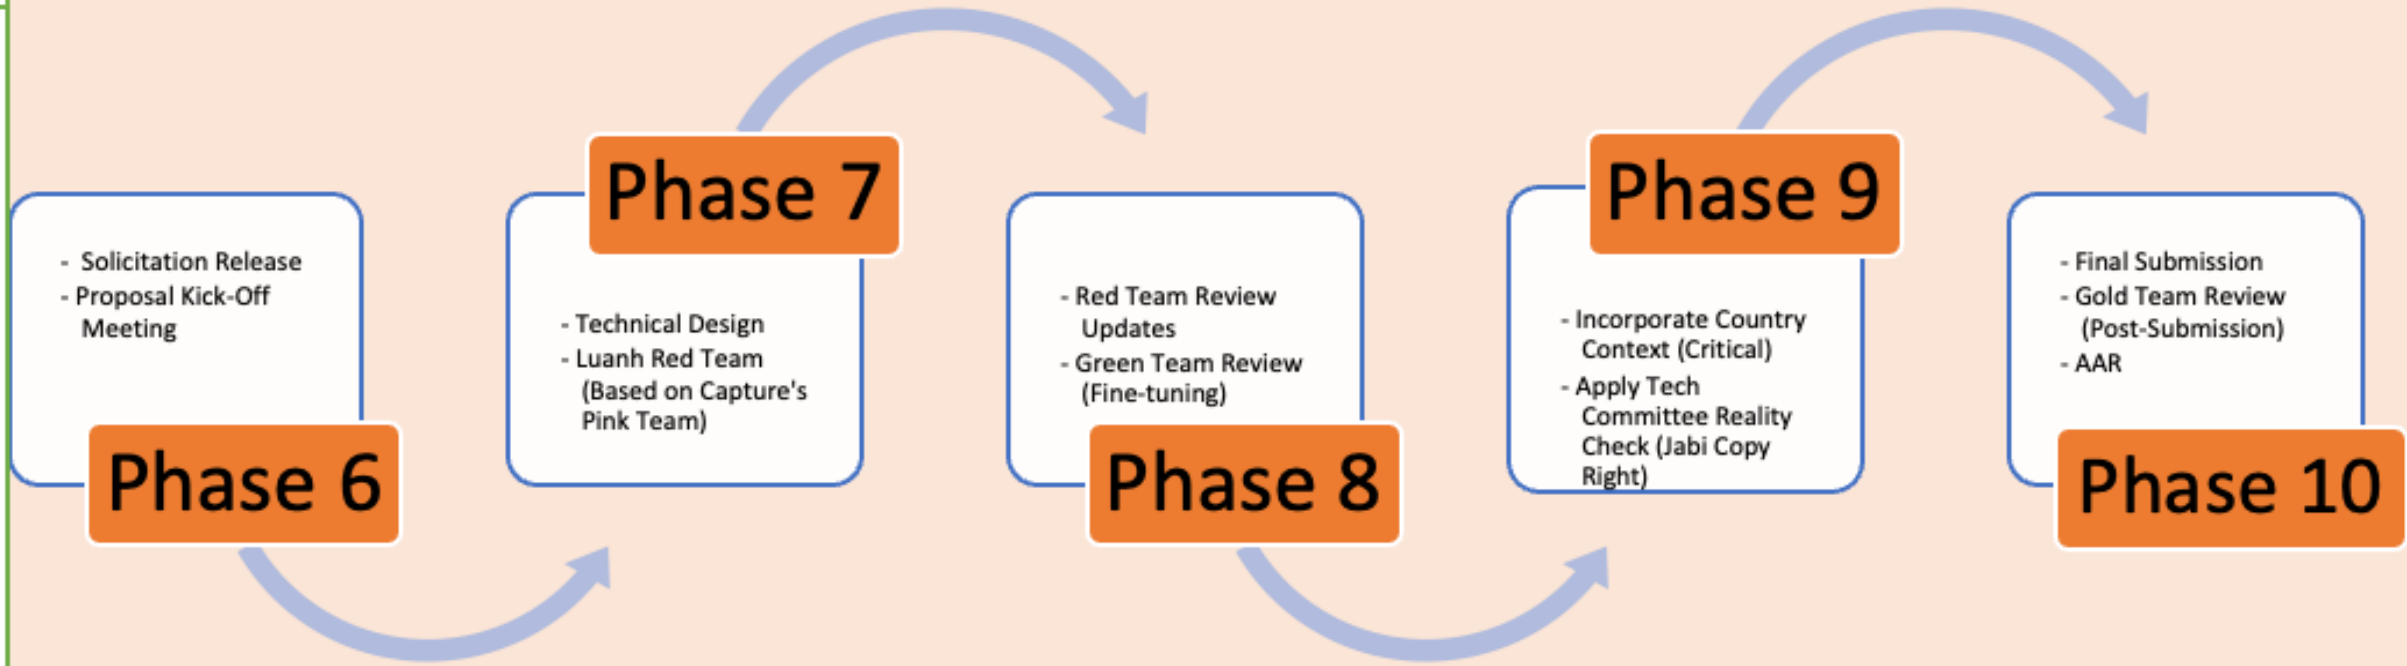 - Solicitation Release
- Proposal Kick-Off
Meeting
Phase 6
Phase 7
- Technical Design
- Luanh Red Team
(Based on Capture's
Pink Team)
- Red Team Review
Updates
- Green Team Review
(Fine-tuning)
Phase 8
Phase 9
- Incorporate Country
Context (Critical)
- Apply Tech
Committee Reality
Check (Jabi Copy
Right)
- Final Submission
- Gold Team Review
(Post-Submission)
- AAR
Phase 10